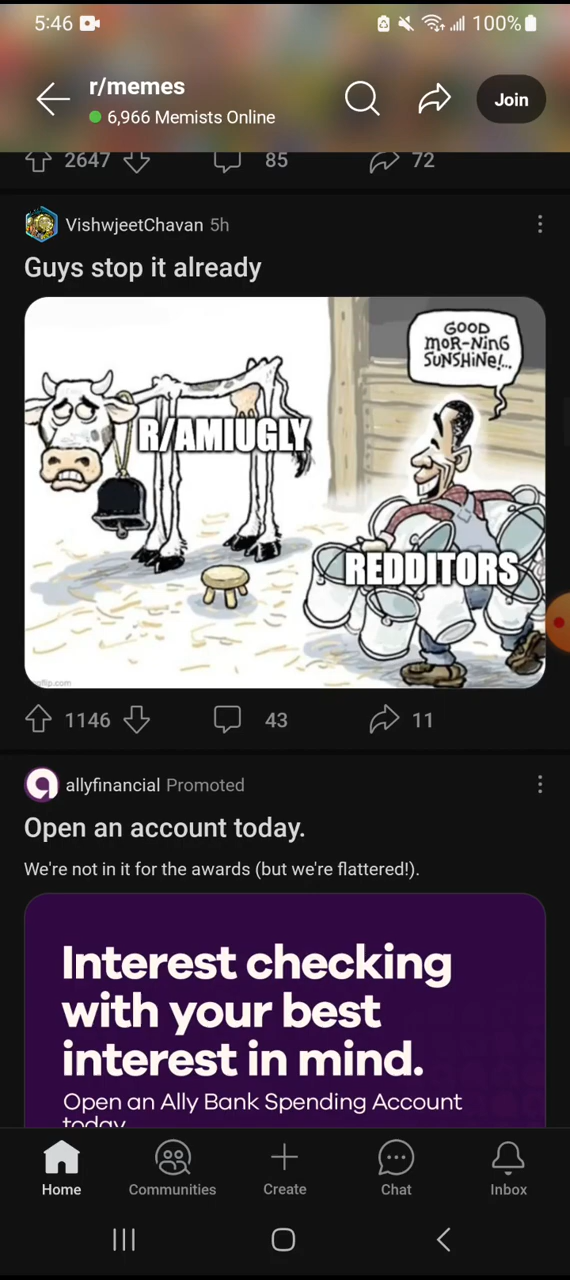 5:46
100%
r/memes
6,966 Memists Online
Join
2647
85
72
VishwjeetChavan 5h
Guys stop it already
GOOD
MOR-NING
SUNSHINE!...
R/AMIUGLY
REDDITORS
imgflip.com
1146
43
11
allyfinancial Promoted
Open an account today.
We're not in it for the awards (but we're flattered!).
Interest checking
with your best
interest in mind.
Open an Ally Bank Spending Account
today
Home
Communities
Create
Chat
Inbox